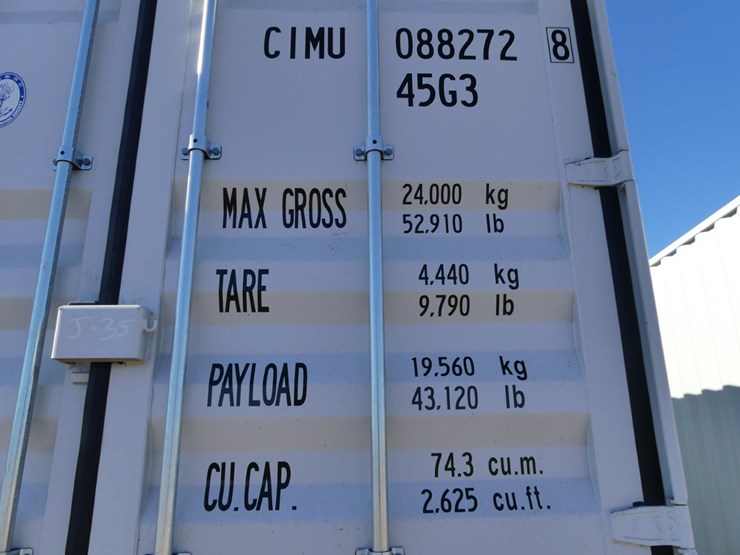 CIMU 088272 8
45G3
MAX GROSS 24,000 kg
52,910 lb
TARE 4,440 kg
9,790 lb
J-35
PAYLOAD 19,560 kg
43,120 lb
CU.CAP. 74.3 cu.m.
2,625 cu.ft.